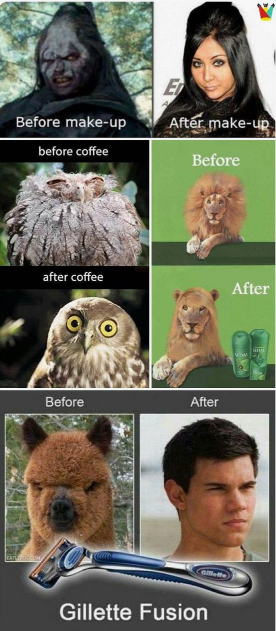 Before make-up
After make-up
before coffee
Before
after coffee
After
Before
After
Gillette
Gillette Fusion